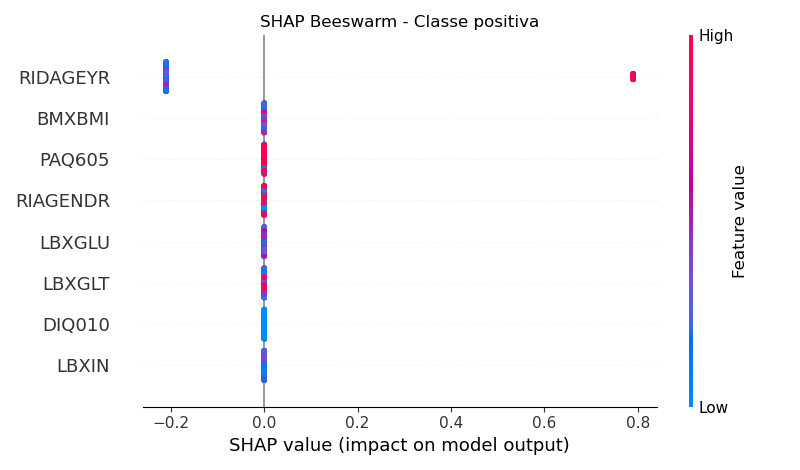 SHAP Beeswarm - Classe positiva
High
RIDAGEYR
BMXBMI
PAQ605
RIAGENDR
LBXGLU
LBXGLT
DIQ010
LBXIN
Feature value
Low
−0.2 0.0 0.2 0.4 0.6 0.8
SHAP value (impact on model output)